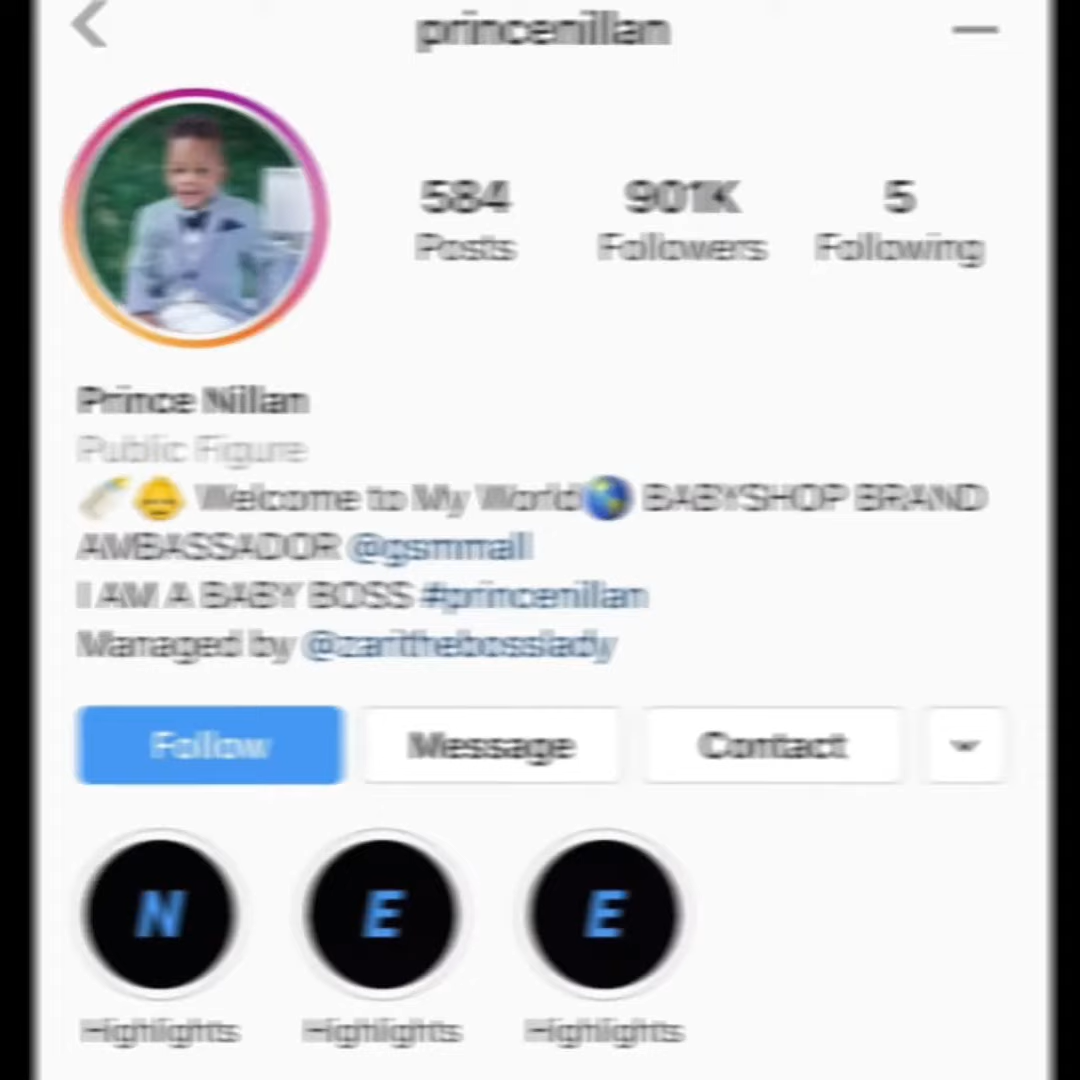 princenillan
584 901K 5
Posts Followers Following
Prince Nillan
Public Figure
🍼👶 Welcome to My World🌎 BABYSHOP BRAND
AMBASSADOR @gsmmall
I AM A BABY BOSS #princenillan
Managed by @zarithebosslady
Follow Message Contact
N E E
Highlights Highlights Highlights